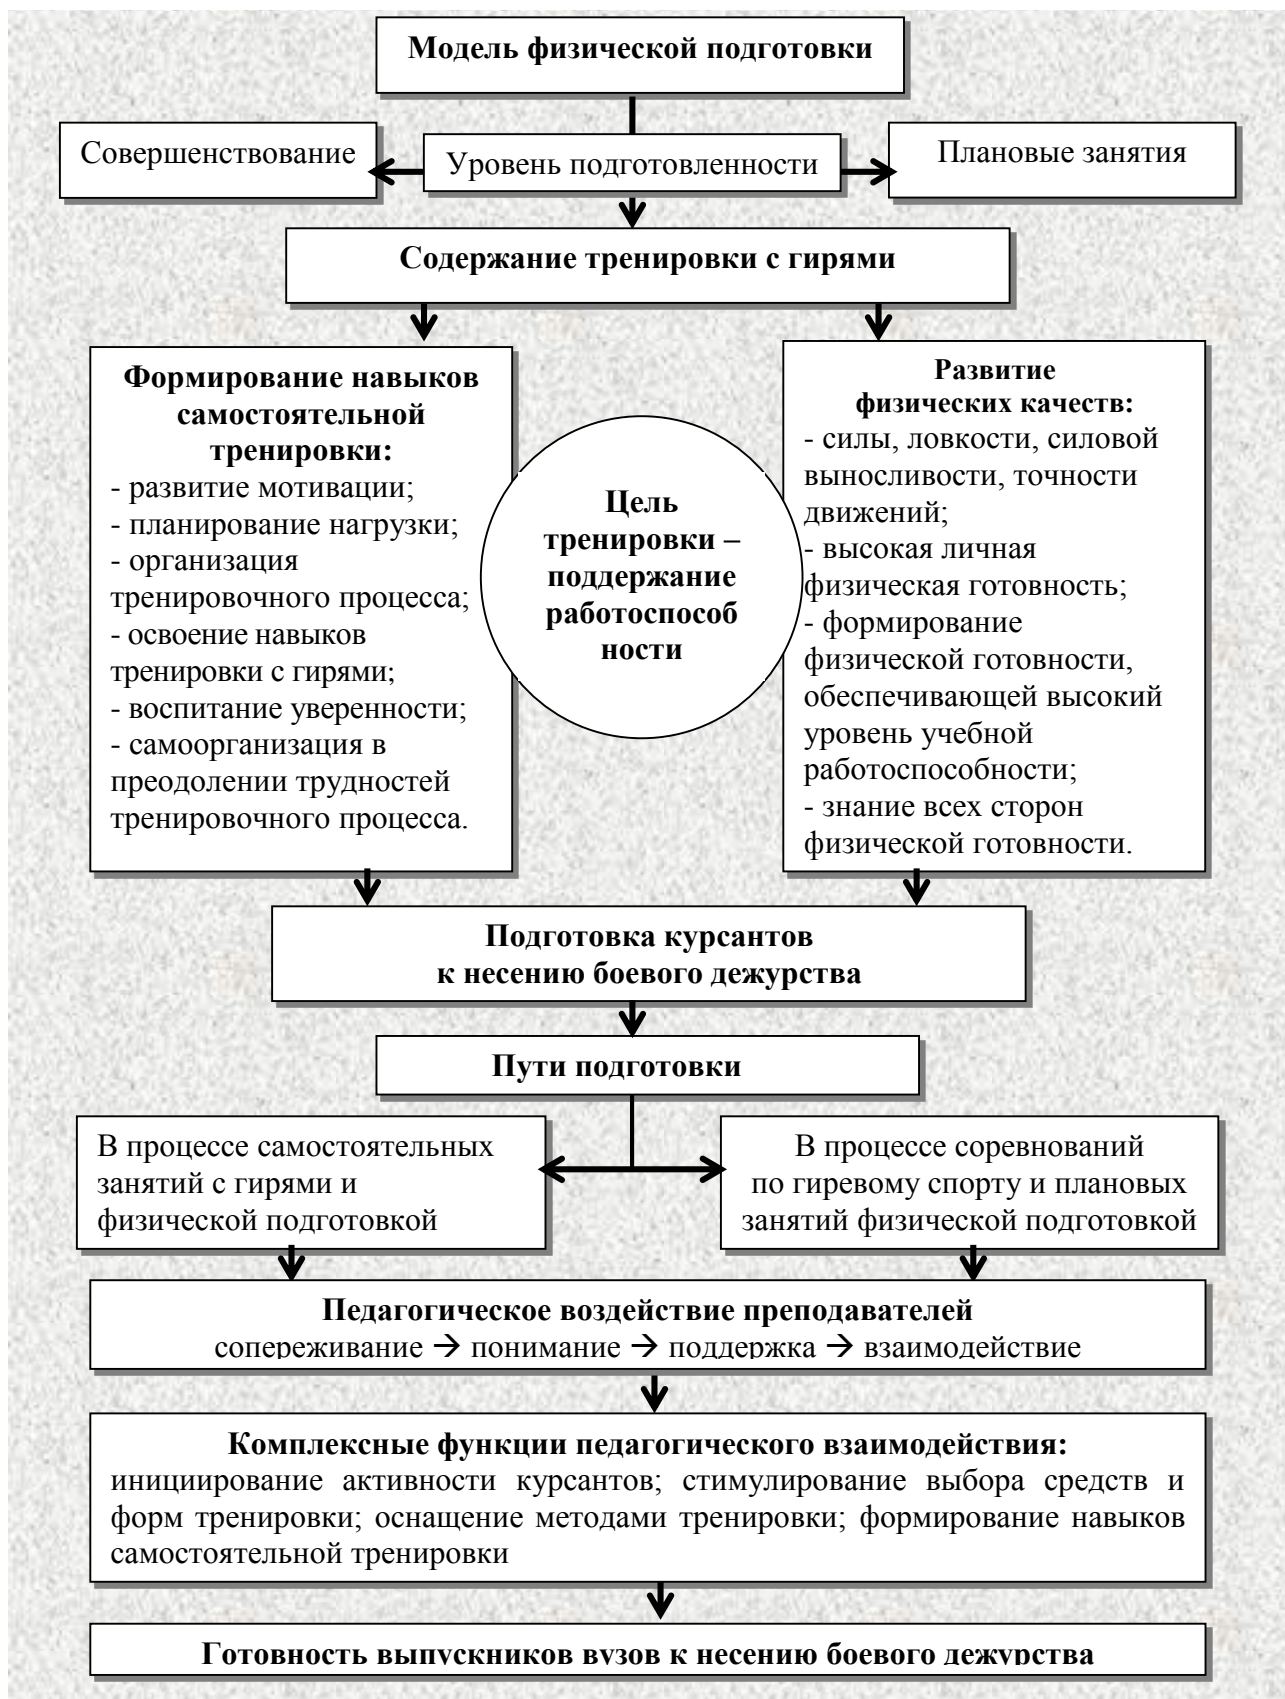 Модель физической подготовки
Совершенствование
Уровень подготовленности
Плановые занятия
Содержание тренировки с гирями
Формирование навыков
самостоятельной
тренировки:
- развитие мотивации;
- планирование нагрузки;
- организация
тренировочного процесса;
- освоение навыков
тренировки с гирями;
- воспитание уверенности;
- самоорганизация в
преодолении трудностей
тренировочного процесса.
Цель
тренировки –
поддержание
работоспособ
ности
Развитие
физических качеств:
- силы, ловкости, силовой
выносливости, точности
движений;
- высокая личная
физическая готовность;
- формирование
физической готовности,
обеспечивающей высокий
уровень учебной
работоспособности;
- знание всех сторон
физической готовности.
Подготовка курсантов
к несению боевого дежурства
Пути подготовки
В процессе самостоятельных
занятий с гирями и
физической подготовкой
В процессе соревнований
по гиревому спорту и плановых
занятий физической подготовкой
Педагогическое воздействие преподавателей
сопереживание → понимание → поддержка → взаимодействие
Комплексные функции педагогического взаимодействия:
инициирование активности курсантов; стимулирование выбора средств и
форм тренировки; оснащение методами тренировки; формирование навыков
самостоятельной тренировки
Готовность выпускников вузов к несению боевого дежурства